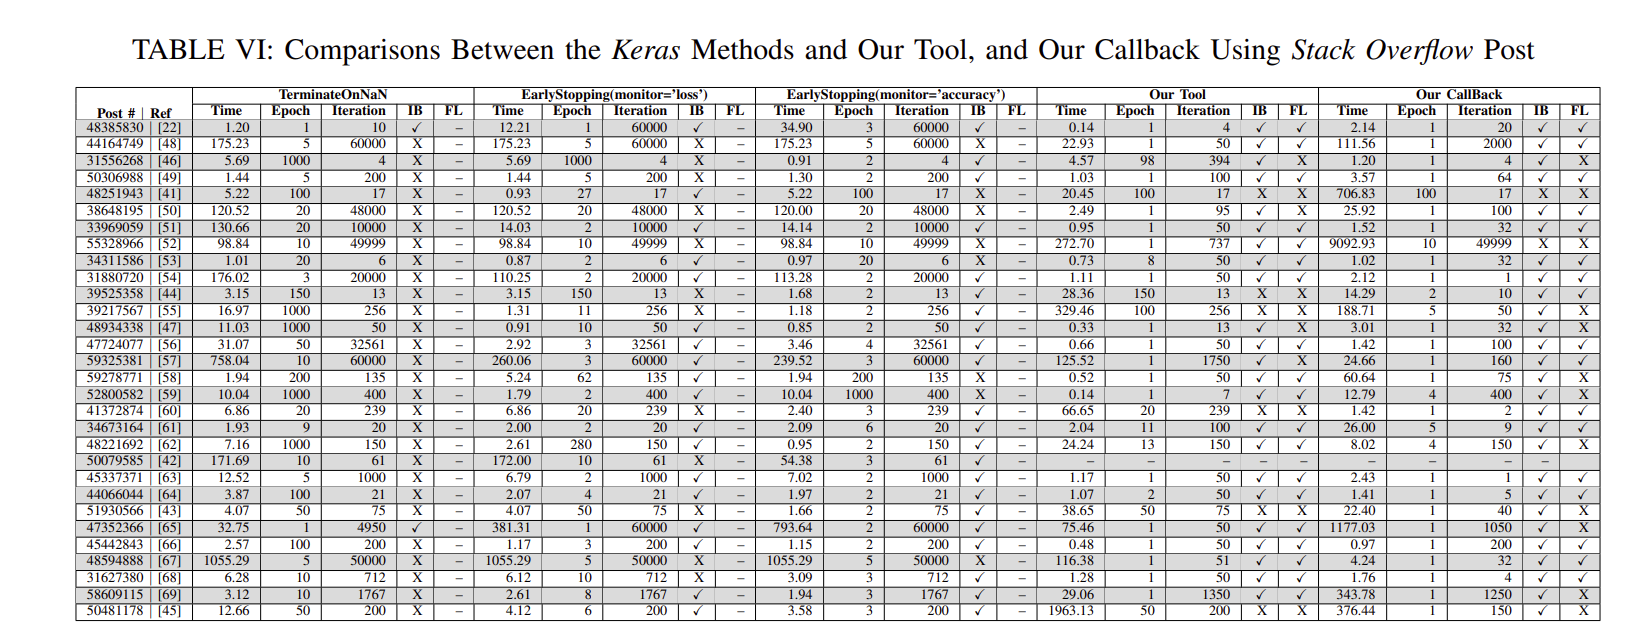 TABLE VI: Comparisons Between the Keras Methods and Our Tool, and Our Callback Using Stack Overflow Post
TerminateOnNaN EarlyStopping(monitor='loss') EarlyStopping(monitor='accuracy') Our Tool Our CallBack
Post # | Ref Time Epoch Iteration IB FL Time Epoch Iteration IB FL Time Epoch Iteration IB FL Time Epoch Iteration IB FL Time Epoch Iteration IB FL
48385830 | [22] 1.20 1 10 ✓ – 12.21 1 60000 ✓ – 34.90 3 60000 ✓ – 0.14 1 4 ✓ ✓ 2.14 1 20 ✓ ✓
44164749 | [48] 175.23 5 60000 X – 175.23 5 60000 X – 175.23 5 60000 X – 22.93 1 50 ✓ ✓ 111.56 1 2000 ✓ ✓
31556268 | [46] 5.69 1000 4 X – 5.69 1000 4 X – 0.91 2 4 ✓ – 4.57 98 394 ✓ X 1.20 1 4 ✓ X
50306988 | [49] 1.44 5 200 X – 1.44 5 200 X – 1.30 2 200 ✓ – 1.03 1 100 ✓ ✓ 3.57 1 64 ✓ ✓
48251943 | [41] 5.22 100 17 X – 0.93 27 17 ✓ – 5.22 100 17 X – 20.45 100 17 X X 706.83 100 17 X X
38648195 | [50] 120.52 20 48000 X – 120.52 20 48000 X – 120.00 20 48000 X – 2.49 1 95 ✓ X 25.92 1 100 ✓ ✓
33969059 | [51] 130.66 20 10000 X – 14.03 2 10000 ✓ – 14.14 2 10000 ✓ – 0.95 1 50 ✓ ✓ 1.52 1 32 ✓ ✓
55328966 | [52] 98.84 10 49999 X – 98.84 10 49999 X – 98.84 10 49999 X – 272.70 1 737 ✓ ✓ 9092.93 10 49999 X X
34311586 | [53] 1.01 20 6 X – 0.87 2 6 ✓ – 0.97 20 6 X – 0.73 8 50 ✓ ✓ 1.02 1 32 ✓ ✓
31880720 | [54] 176.02 3 20000 X – 110.25 2 20000 ✓ – 113.28 2 20000 ✓ – 1.11 1 50 ✓ ✓ 2.12 1 1 ✓ ✓
39525358 | [44] 3.15 150 13 X – 3.15 150 13 X – 1.68 2 13 ✓ – 28.36 150 13 X X 14.29 2 10 ✓ ✓
39217567 | [55] 16.97 1000 256 X – 1.31 11 256 X – 1.18 2 256 ✓ – 329.46 100 256 X X 188.71 5 50 ✓ X
48934338 | [47] 11.03 1000 50 X – 0.91 10 50 ✓ – 0.85 2 50 ✓ – 0.33 1 13 ✓ X 3.01 1 32 ✓ X
47724077 | [56] 31.07 50 32561 X – 2.92 3 32561 ✓ – 3.46 4 32561 ✓ – 0.66 1 50 ✓ ✓ 1.42 1 100 ✓ ✓
59325381 | [57] 758.04 10 60000 X – 260.06 3 60000 ✓ – 239.52 3 60000 ✓ – 125.52 1 1750 ✓ X 24.66 1 160 ✓ ✓
59278771 | [58] 1.94 200 135 X – 5.24 62 135 ✓ – 1.94 200 135 X – 0.52 1 50 ✓ ✓ 60.64 1 75 ✓ X
52800582 | [59] 10.04 1000 400 X – 1.79 2 400 ✓ – 10.04 1000 400 X – 0.14 1 7 ✓ ✓ 12.79 4 400 ✓ X
41372874 | [60] 6.86 20 239 X – 6.86 20 239 X – 2.40 3 239 ✓ – 66.65 20 239 X X 1.42 1 2 ✓ ✓
34673164 | [61] 1.93 9 20 X – 2.00 2 20 ✓ – 2.09 6 20 ✓ – 2.04 11 100 ✓ ✓ 26.00 5 9 ✓ ✓
48221692 | [62] 7.16 1000 150 X – 2.61 280 150 ✓ – 0.95 2 150 ✓ – 24.24 13 150 ✓ ✓ 8.02 4 150 ✓ X
50079585 | [42] 171.69 10 61 X – 172.00 10 61 X – 54.38 3 61 ✓ – – – – – – – – – – –
45337371 | [63] 12.52 5 1000 X – 6.79 2 1000 ✓ – 7.02 2 1000 ✓ – 1.17 1 50 ✓ ✓ 2.43 1 1 ✓ ✓
44066044 | [64] 3.87 100 21 X – 2.07 4 21 ✓ – 1.97 2 21 ✓ – 1.07 2 50 ✓ ✓ 1.41 1 5 ✓ ✓
51930566 | [43] 4.07 50 75 X – 4.07 50 75 X – 1.66 2 75 ✓ – 38.65 50 75 X X 22.40 1 40 ✓ X
47352366 | [65] 32.75 1 4950 ✓ – 381.31 1 60000 ✓ – 793.64 2 60000 ✓ – 75.46 1 50 ✓ ✓ 1177.03 1 1050 ✓ X
45442843 | [66] 2.57 100 200 X – 1.17 3 200 ✓ – 1.15 2 200 ✓ – 0.48 1 50 ✓ ✓ 0.97 1 200 ✓ ✓
48594888 | [67] 1055.29 5 50000 X – 1055.29 5 50000 X – 1055.29 5 50000 X – 116.38 1 51 ✓ ✓ 4.24 1 32 ✓ ✓
31627380 | [68] 6.28 10 712 X – 6.12 10 712 X – 3.09 3 712 ✓ – 1.28 1 50 ✓ ✓ 1.76 1 4 ✓ ✓
58609115 | [69] 3.12 10 1767 X – 2.61 8 1767 ✓ – 1.94 3 1767 ✓ – 29.06 1 1350 ✓ ✓ 343.78 1 1250 ✓ X
50481178 | [45] 12.66 50 200 X – 4.12 6 200 ✓ – 3.58 3 200 ✓ – 1963.13 50 200 X X 376.44 1 150 ✓ X